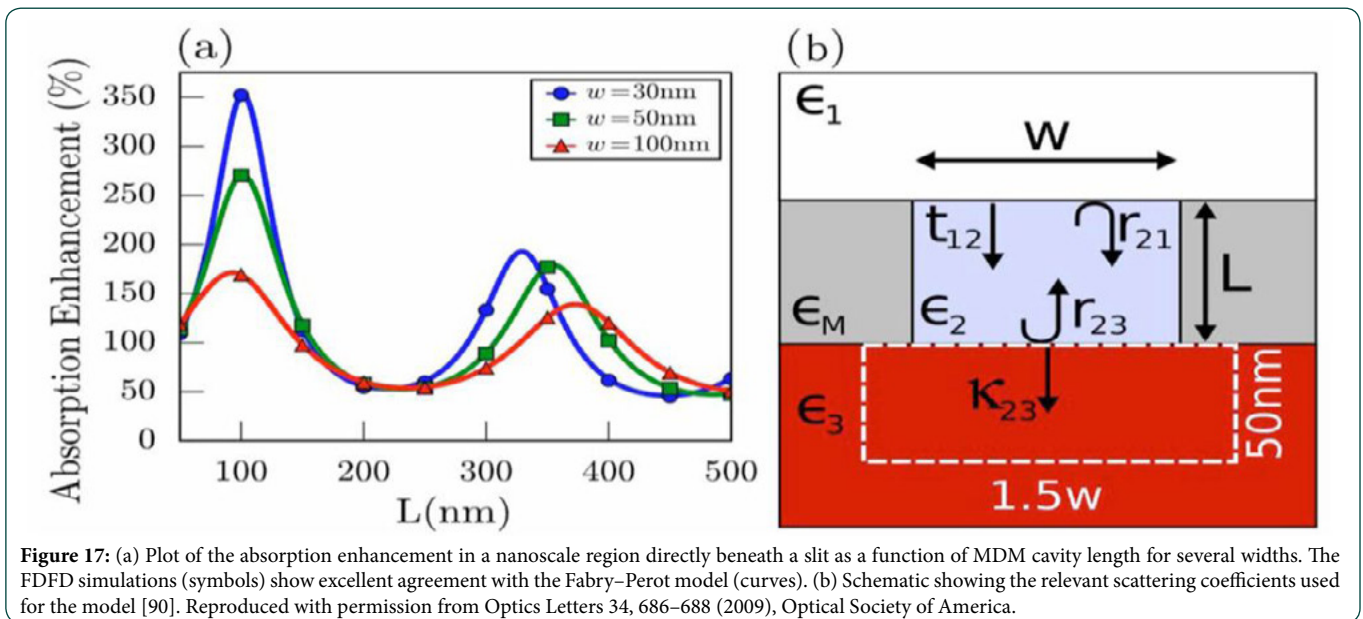 (a)
Absorption Enhancement (%)
350
300
250
200
150
100
50
0
w = 30nm
w = 50nm
w = 100nm
100
200
300
400
500
L(nm)
(b)
ϵ1
w
t12
r21
L
ϵM
ϵ2
r23
ϵ3
κ23
50nm
1.5w
Figure 17: (a) Plot of the absorption enhancement in a nanoscale region directly beneath a slit as a function of MDM cavity length for several widths. The
FDFD simulations (symbols) show excellent agreement with the Fabry–Perot model (curves). (b) Schematic showing the relevant scattering coefficients used
for the model [90]. Reproduced with permission from Optics Letters 34, 686–688 (2009), Optical Society of America.